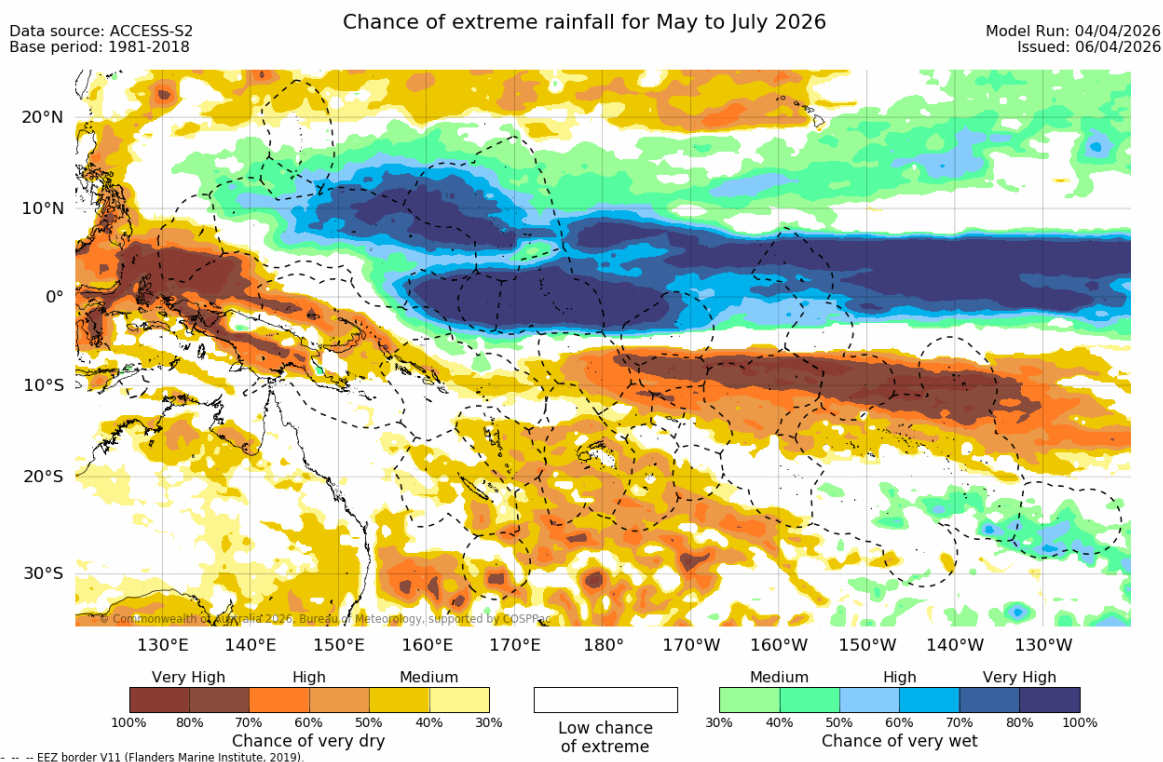 Chance of extreme rainfall for May to July 2026
Data source: ACCESS-S2
Base period: 1981-2018
Model Run: 04/04/2026
Issued: 06/04/2026
20°N
10°N
0°
10°S
20°S
30°S
© Commonwealth of Australia 2026, Bureau of Meteorology, supported by COSPPac
130°E 140°E 150°E 160°E 170°E 180° 170°W 160°W 150°W 140°W 130°W
Very High High Medium
100% 80% 70% 60% 50% 40% 30%
Chance of very dry
Low chance
of extreme
Medium High Very High
30% 40% 50% 60% 70% 80% 100%
Chance of very wet
-- -- -- EEZ border V11 (Flanders Marine Institute, 2019).